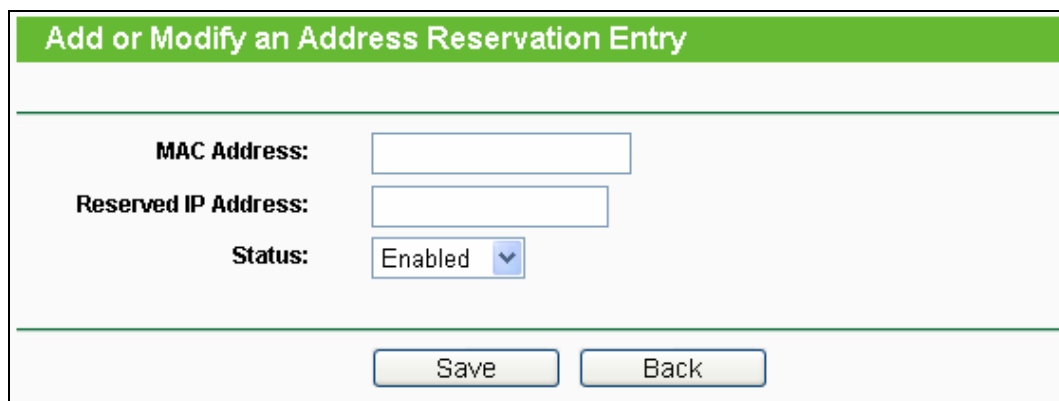 Add or Modify an Address Reservation Entry
MAC Address:
Reserved IP Address:
Status: Enabled
Save Back